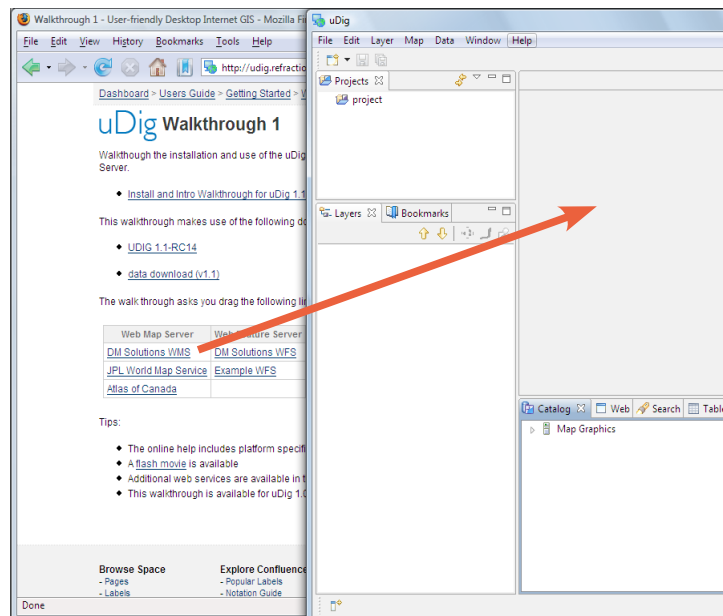 Walkthrough 1 - User-friendly Desktop Internet GIS - Mozilla
File Edit View History Bookmarks Tools Help
http://udig.refractio
Dashboard > Users Guide > Getting Started >
uDig Walkthrough 1
Walkthough the installation and use of the uDig
Server.
Install and Intro Walkthrough for uDig 1.1
This walkthrough makes use of the following
UDIG 1.1-RC14
data download (v1.1)
The walk through asks you drag the following
Web Map Server
Server
DM Solutions WMS
DM Solutions WFS
JPL World Map Service
Example WFS
Atlas of Canada
Tips:
The online help includes platform
A flash movie is available
Additional web services are available in
This walkthrough is available for uDig
Browse Space
Explore Confluence
- Pages
- Popular Labels
- Labels
- Notation Guide
Done
uDig
File Edit Layer Map Data Window Help
Projects
project
Layers Bookmarks
Catalog Web Search
Map Graphics